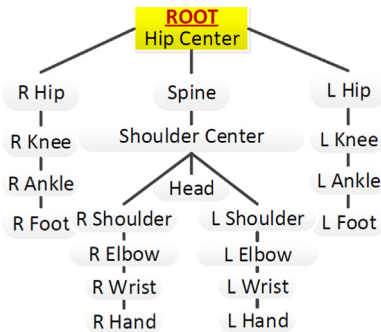 ROOT
Hip Center
R Hip
Spine
L Hip
R Knee
Shoulder Center
L Knee
R Ankle
Head
L Ankle
R Foot
R Shoulder
L Shoulder
L Foot
R Elbow
L Elbow
R Wrist
L Wrist
R Hand
L Hand